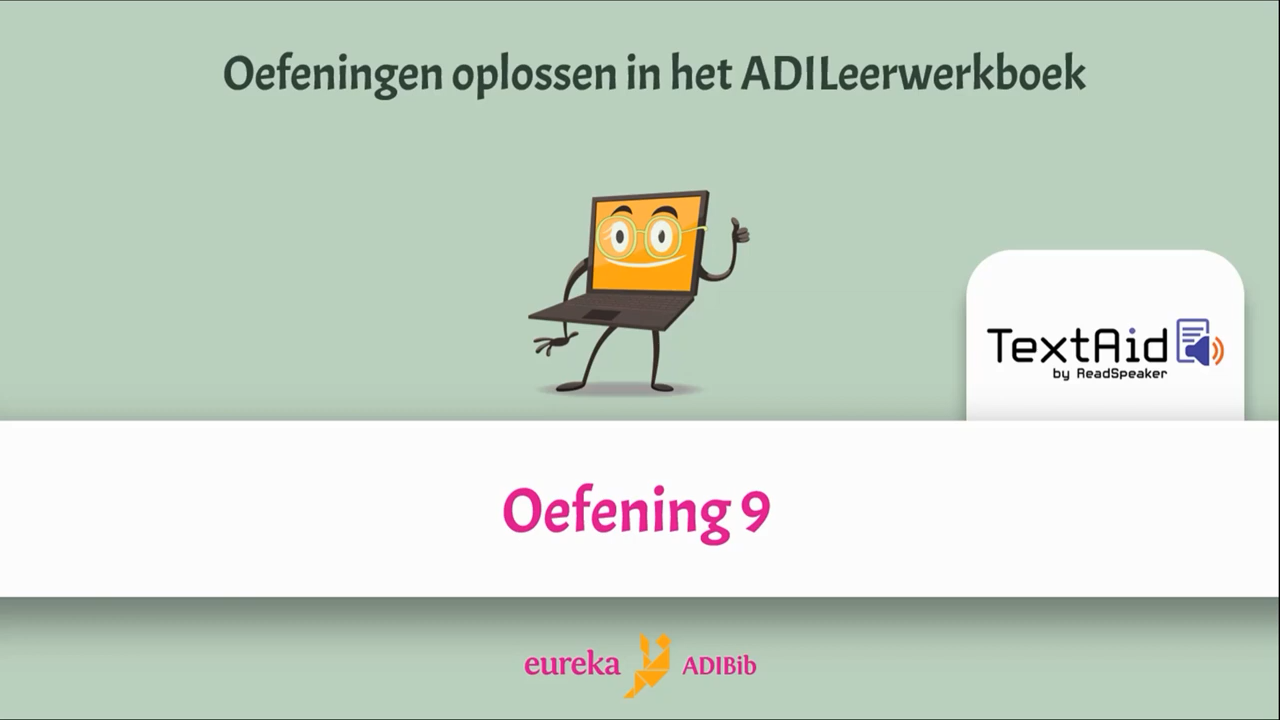 Oefeningen oplossen in het ADILeerwerkboek
TextAid
by ReadSpeaker
Oefening 9
eureka ADIBib